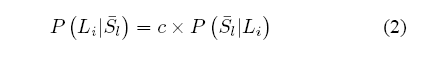 P(L_i|S̄_l) = c × P(S̄_l|L_i) (2)